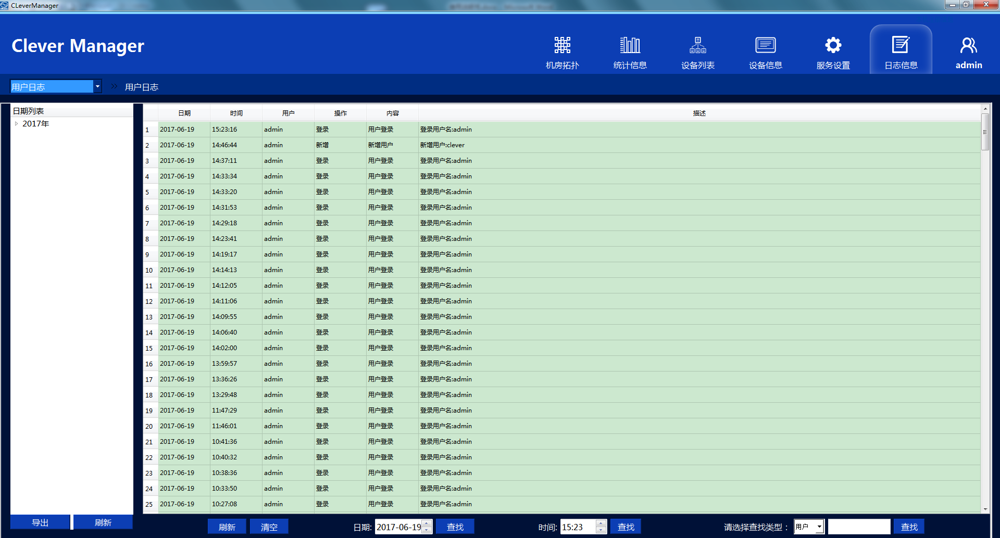 CLeverManager
Clever Manager
机房拓扑 统计信息 设备列表 设备信息 服务设置 日志信息 admin
用户日志 >> 用户日志
日期列表
2017年
日期 时间 用户 操作 内容 描述
1 2017-06-19 15:23:16 admin 登录 用户登录 登录用户名:admin
2 2017-06-19 14:46:44 admin 新增 新增用户 新增用户:clever
3 2017-06-19 14:37:11 admin 登录 用户登录 登录用户名:admin
4 2017-06-19 14:33:34 admin 登录 用户登录 登录用户名:admin
5 2017-06-19 14:33:20 admin 登录 用户登录 登录用户名:admin
6 2017-06-19 14:31:53 admin 登录 用户登录 登录用户名:admin
7 2017-06-19 14:29:18 admin 登录 用户登录 登录用户名:admin
8 2017-06-19 14:23:41 admin 登录 用户登录 登录用户名:admin
9 2017-06-19 14:19:17 admin 登录 用户登录 登录用户名:admin
10 2017-06-19 14:14:13 admin 登录 用户登录 登录用户名:admin
11 2017-06-19 14:12:05 admin 登录 用户登录 登录用户名:admin
12 2017-06-19 14:11:06 admin 登录 用户登录 登录用户名:admin
13 2017-06-19 14:09:55 admin 登录 用户登录 登录用户名:admin
14 2017-06-19 14:06:40 admin 登录 用户登录 登录用户名:admin
15 2017-06-19 14:02:00 admin 登录 用户登录 登录用户名:admin
16 2017-06-19 13:59:57 admin 登录 用户登录 登录用户名:admin
17 2017-06-19 13:36:26 admin 登录 用户登录 登录用户名:admin
18 2017-06-19 13:29:48 admin 登录 用户登录 登录用户名:admin
19 2017-06-19 11:47:29 admin 登录 用户登录 登录用户名:admin
20 2017-06-19 11:46:01 admin 登录 用户登录 登录用户名:admin
21 2017-06-19 10:41:36 admin 登录 用户登录 登录用户名:admin
22 2017-06-19 10:40:32 admin 登录 用户登录 登录用户名:admin
23 2017-06-19 10:38:36 admin 登录 用户登录 登录用户名:admin
24 2017-06-19 10:33:50 admin 登录 用户登录 登录用户名:admin
25 2017-06-19 10:27:08 admin 登录 用户登录 登录用户名:admin
导出 刷新
刷新 清空 日期: 2017-06-19 查找 时间: 15:23 查找 请选择查找类型： 用户 查找